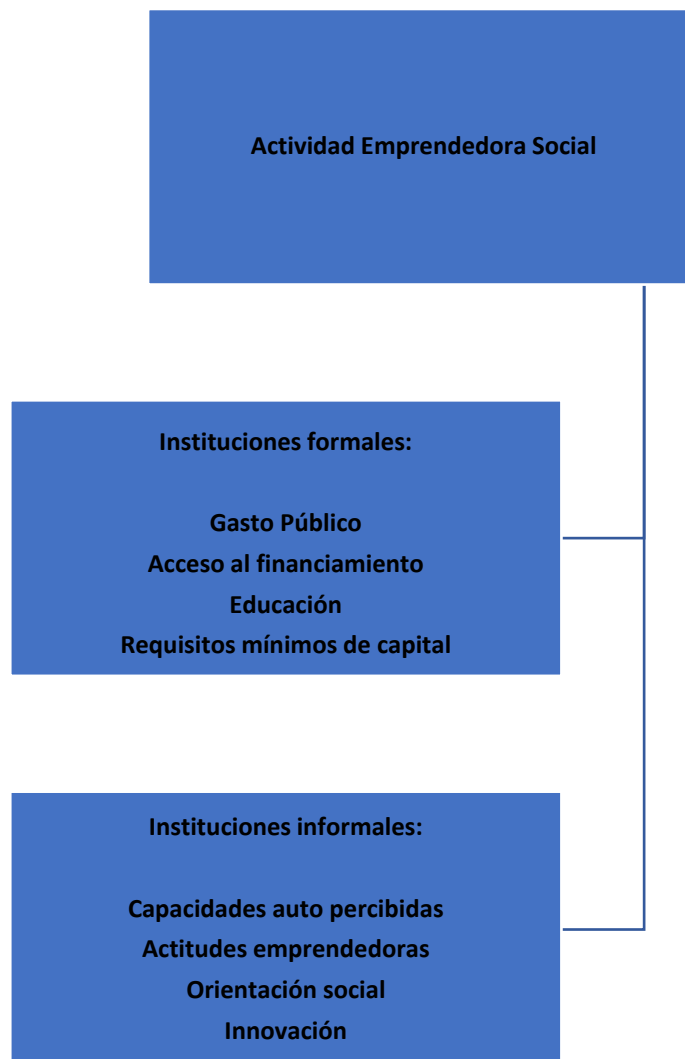 Actividad Emprendedora Social
Instituciones formales:
Gasto Público
Acceso al financiamiento
Educación
Requisitos mínimos de capital
Instituciones informales:
Capacidades auto percibidas
Actitudes emprendedoras
Orientación social
Innovación